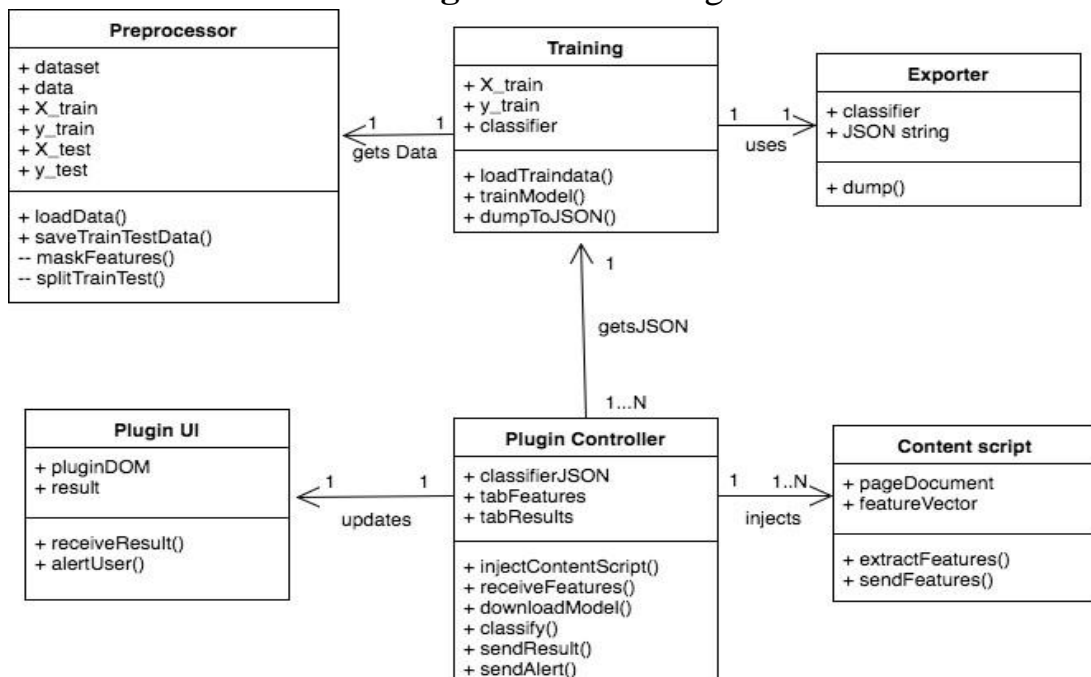 Preprocessor
+ dataset
+ data
+ X_train
+ y_train
+ X_test
+ y_test
+ loadData()
+ saveTrainTestData()
-- maskFeatures()
-- splitTrainTest()
1 1
gets Data
Training
+ X_train
+ y_train
+ classifier
+ loadTraindata()
+ trainModel()
+ dumpToJSON()
1 1
uses
Exporter
+ classifier
+ JSON string
+ dump()
1
getsJSON
1...N
Plugin UI
+ pluginDOM
+ result
+ receiveResult()
+ alertUser()
1 1
updates
Plugin Controller
+ classifierJSON
+ tabFeatures
+ tabResults
+ injectContentScript()
+ receiveFeatures()
+ downloadModel()
+ classify()
+ sendResult()
+ sendAlert()
1 1..N
injects
Content script
+ pageDocument
+ featureVector
+ extractFeatures()
+ sendFeatures()